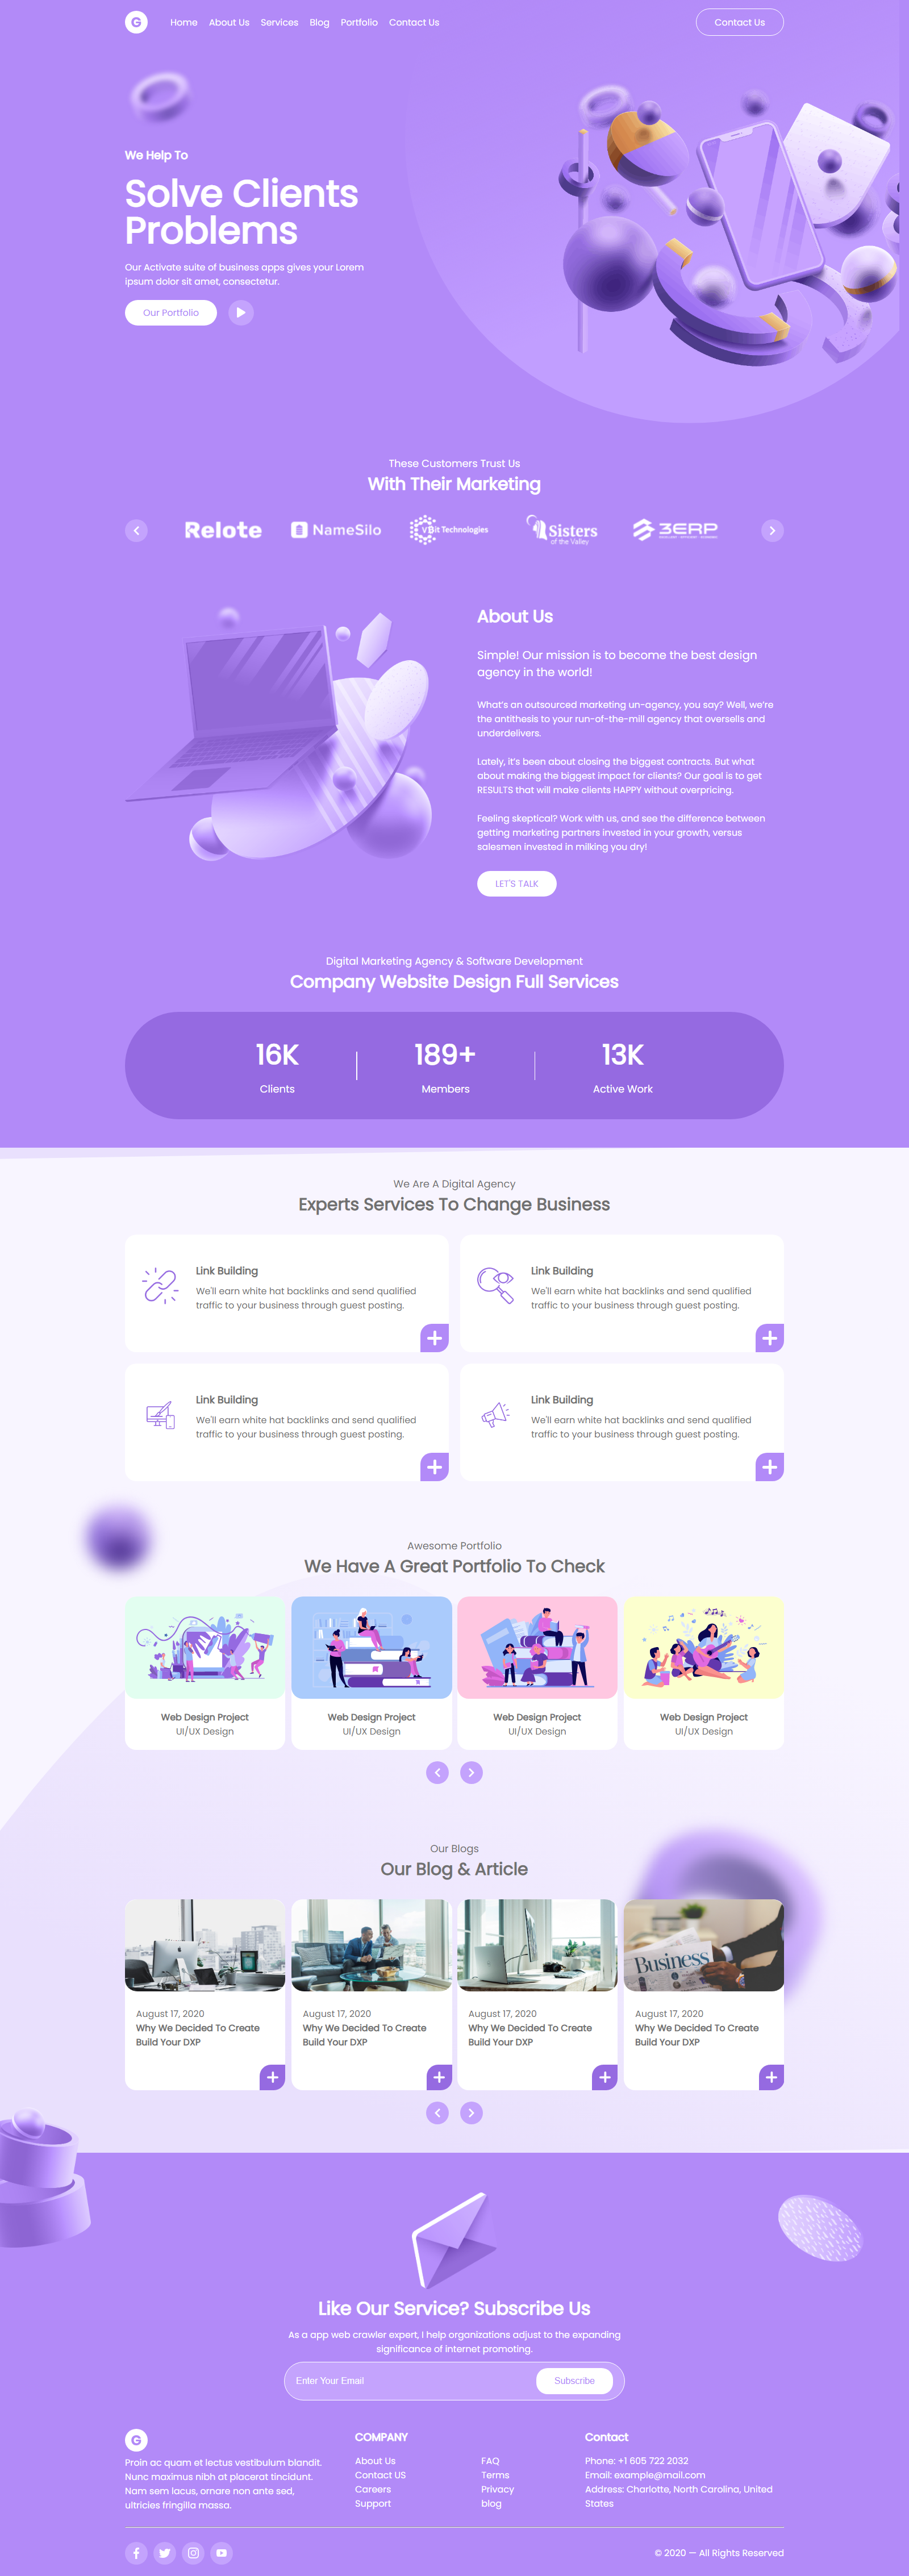 G
Home
About Us
Services
Blog
Portfolio
Contact Us
Contact Us
We Help To
Solve Clients
Problems
Our Activate suite of business apps gives your Lorem
ipsum dolor sit amet, consectetur.
Our Portfolio
These Customers Trust Us
With Their Marketing
Relote
NameSilo
VBit Technologies
Sisters
of the Valley
3ERP
About Us
Simple! Our mission is to become the best design
agency in the world!
What's an outsourced marketing un-agency, you say? Well, we're
the antithesis to your run-of-the-mill agency that oversells and
underdelivers.
Lately, it's been about closing the biggest contracts. But what
about making the biggest impact for clients? Our goal is to get
RESULTS that will make clients HAPPY without overpricing.
Feeling skeptical? Work with us, and see the difference between
getting marketing partners invested in your growth, versus
salesmen invested in milking you dry!
LET'S TALK
Digital Marketing Agency & Software Development
Company Website Design Full Services
16K
Clients
189+
Members
13K
Active Work
We Are A Digital Agency
Experts Services To Change Business
Link Building
We'll earn white hat backlinks and send qualified
traffic to your business through guest posting.
Link Building
We'll earn white hat backlinks and send qualified
traffic to your business through guest posting.
Link Building
We'll earn white hat backlinks and send qualified
traffic to your business through guest posting.
Link Building
We'll earn white hat backlinks and send qualified
traffic to your business through guest posting.
Awesome Portfolio
We Have A Great Portfolio To Check
Web Design Project
UI/UX Design
Web Design Project
UI/UX Design
Web Design Project
UI/UX Design
Web Design Project
UI/UX Design
Our Blogs
Our Blog & Article
Business
August 17, 2020
Why We Decided To Create
Build Your DXP
August 17, 2020
Why We Decided To Create
Build Your DXP
August 17, 2020
Why We Decided To Create
Build Your DXP
August 17, 2020
Why We Decided To Create
Build Your DXP
Like Our Service? Subscribe Us
As a app web crawler expert, I help organizations adjust to the expanding
significance of internet promoting.
Enter Your Email
Subscribe
G
Proin ac quam et lectus vestibulum blandit.
Nunc maximus nibh at placerat tincidunt.
Nam sem lacus, ornare non ante sed,
ultricies fringilla massa.
COMPANY
About Us
Contact US
Careers
Support
FAQ
Terms
Privacy
blog
Contact
Phone: +1 605 722 2032
Email: example@mail.com
Address: Charlotte, North Carolina, United
States
© 2020 — All Rights Reserved